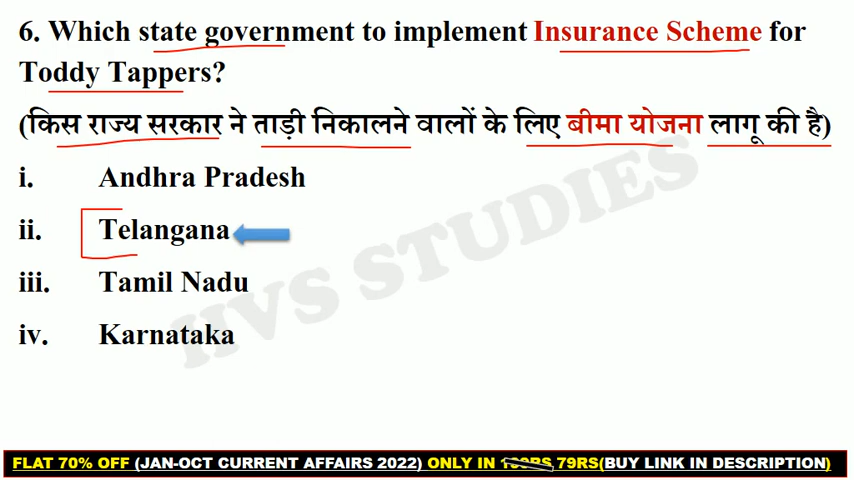 6. Which state government to implement Insurance Scheme for
Toddy Tappers?
(किस राज्य सरकार ने ताड़ी निकालने वालों के लिए बीमा योजना लागू की है)
i. Andhra Pradesh
ii. Telangana
iii. Tamil Nadu
iv. Karnataka
IIVS STUDIES
FLAT 70% OFF (JAN-OCT CURRENT AFFAIRS 2022) ONLY IN RS 79RS(BUY LINK IN DESCRIPTION)